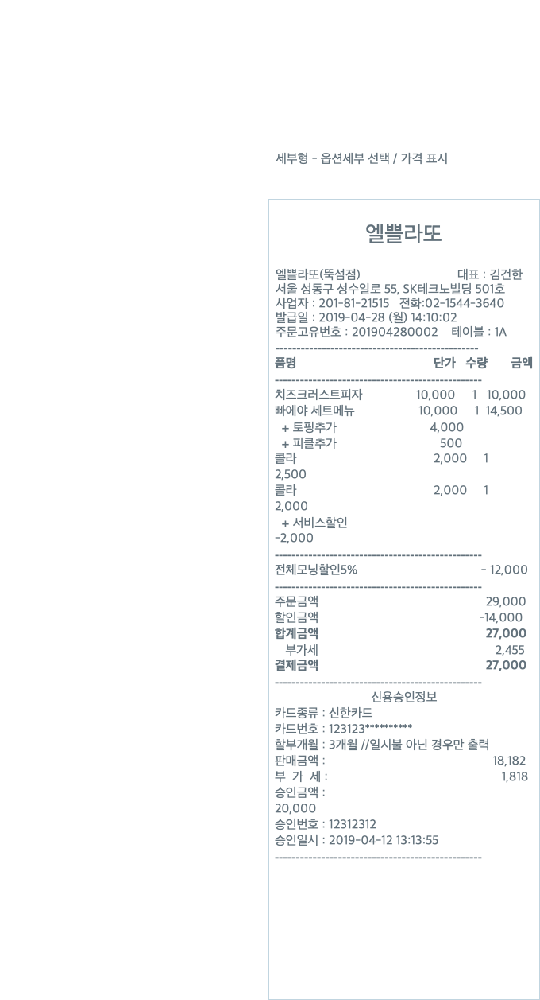 세부형 - 옵션세부 선택 / 가격 표시
엘쁠라또
엘쁠라또(뚝섬점) 대표 : 김건한
서울 성동구 성수일로 55, SK테크노빌딩 501호
사업자 : 201-81-21515 전화:02-1544-3640
발급일 : 2019-04-28 (월) 14:10:02
주문고유번호 : 201904280002 테이블 : 1A
------------------------------------------------
품명 단가 수량 금액
-------------------------------------------------
치즈크러스트피자 10,000 1 10,000
빠에야 세트메뉴 10,000 1 14,500
+ 토핑추가 4,000
+ 피클추가 500
콜라 2,000 1
2,500
콜라 2,000 1
2,000
+ 서비스할인
-2,000
-------------------------------------------------
전체모닝할인5% - 12,000
-------------------------------------------------
주문금액 29,000
할인금액 -14,000
합계금액 27,000
부가세 2,455
결제금액 27,000
-------------------------------------------------
신용승인정보
카드종류 : 신한카드
카드번호 : 123123**********
할부개월 : 3개월 //일시불 아닌 경우만 출력
판매금액 : 18,182
부 가 세 : 1,818
승인금액 :
20,000
승인번호 : 12312312
승인일시 : 2019-04-12 13:13:55
-------------------------------------------------